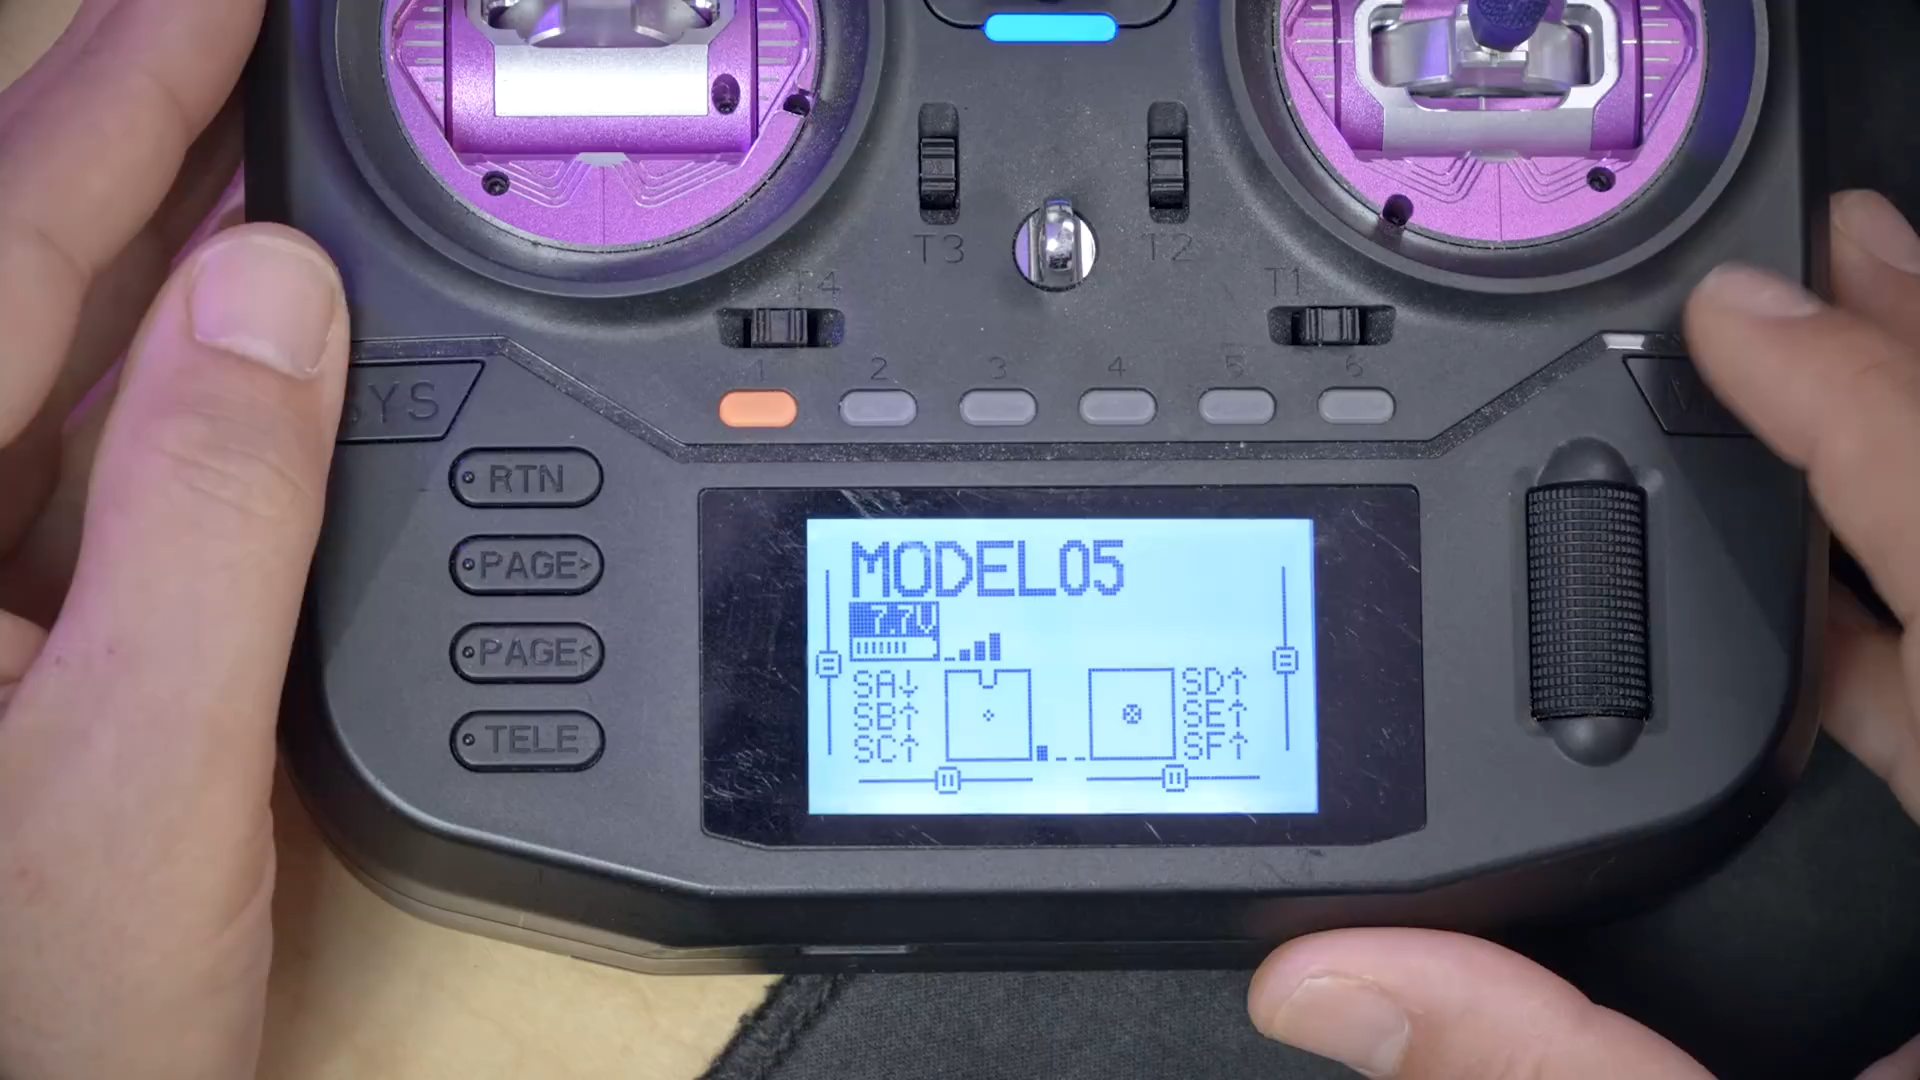 T3
T2
T4
T1
1 2 3 4 5 6
SYS
RTN
PAGE>
PAGE<
TELE
MODEL05
7.7V
SA↓
SB↑
SC↑
SD↑
SE↑
SF↑